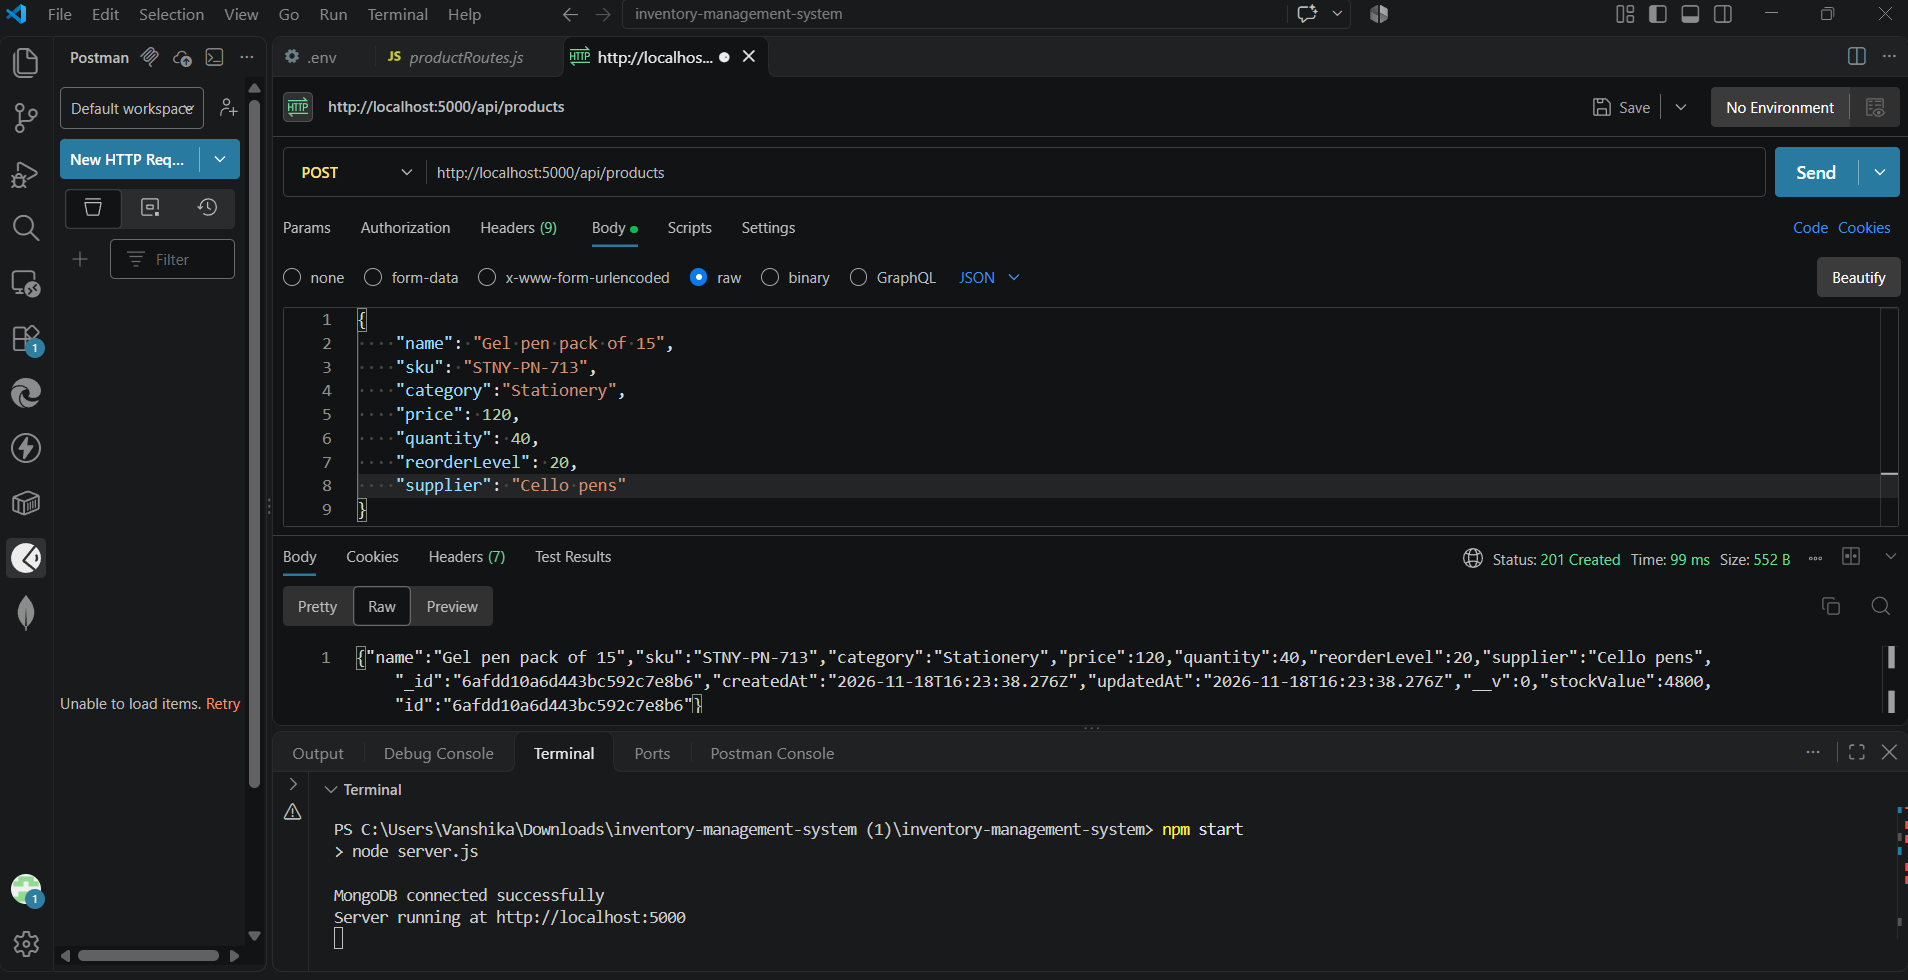 File Edit Selection View Go Run Terminal Help
inventory-management-system
Postman
.env
JS productRoutes.js
HTTP http://localhos...
Default workspace
HTTP http://localhost:5000/api/products
Save
No Environment
New HTTP Req...
POST
http://localhost:5000/api/products
Send
Params Authorization Headers (9) Body Scripts Settings
Code Cookies
Filter
none form-data x-www-form-urlencoded raw binary GraphQL JSON
Beautify
1 {
2 "name": "Gel pen pack of 15",
3 "sku": "STNY-PN-713",
4 "category":"Stationery",
5 "price": 120,
6 "quantity": 40,
7 "reorderLevel": 20,
8 "supplier": "Cello pens"
9 }
1
Body Cookies Headers (7) Test Results
Status: 201 Created Time: 99 ms Size: 552 B
Pretty Raw Preview
1 {"name":"Gel pen pack of 15","sku":"STNY-PN-713","category":"Stationery","price":120,"quantity":40,"reorderLevel":20,"supplier":"Cello pens",
"_id":"6afdd10a6d443bc592c7e8b6","createdAt":"2026-11-18T16:23:38.276Z","updatedAt":"2026-11-18T16:23:38.276Z","__v":0,"stockValue":4800,
"id":"6afdd10a6d443bc592c7e8b6"}
Unable to load items. Retry
Output Debug Console Terminal Ports Postman Console
Terminal
PS C:\Users\Vanshika\Downloads\inventory-management-system (1)\inventory-management-system> npm start
> node server.js
MongoDB connected successfully
Server running at http://localhost:5000
1